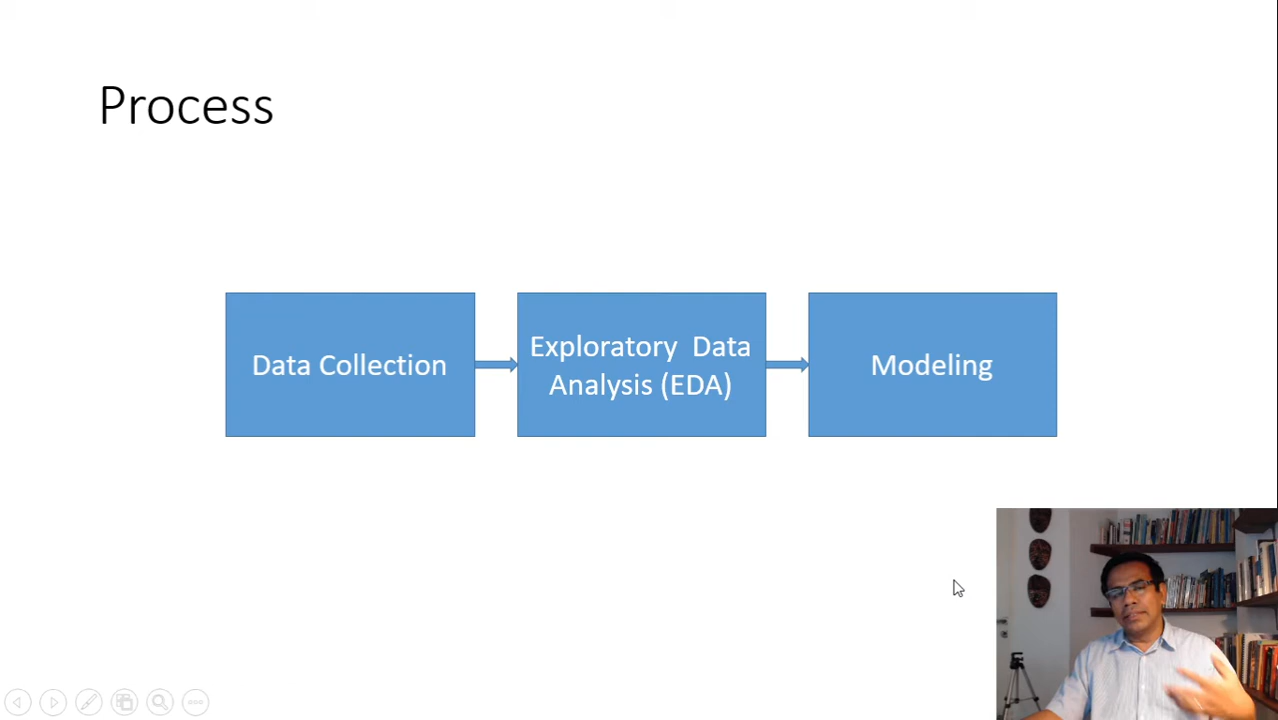 Process
Data Collection
Exploratory Data
Analysis (EDA)
Modeling